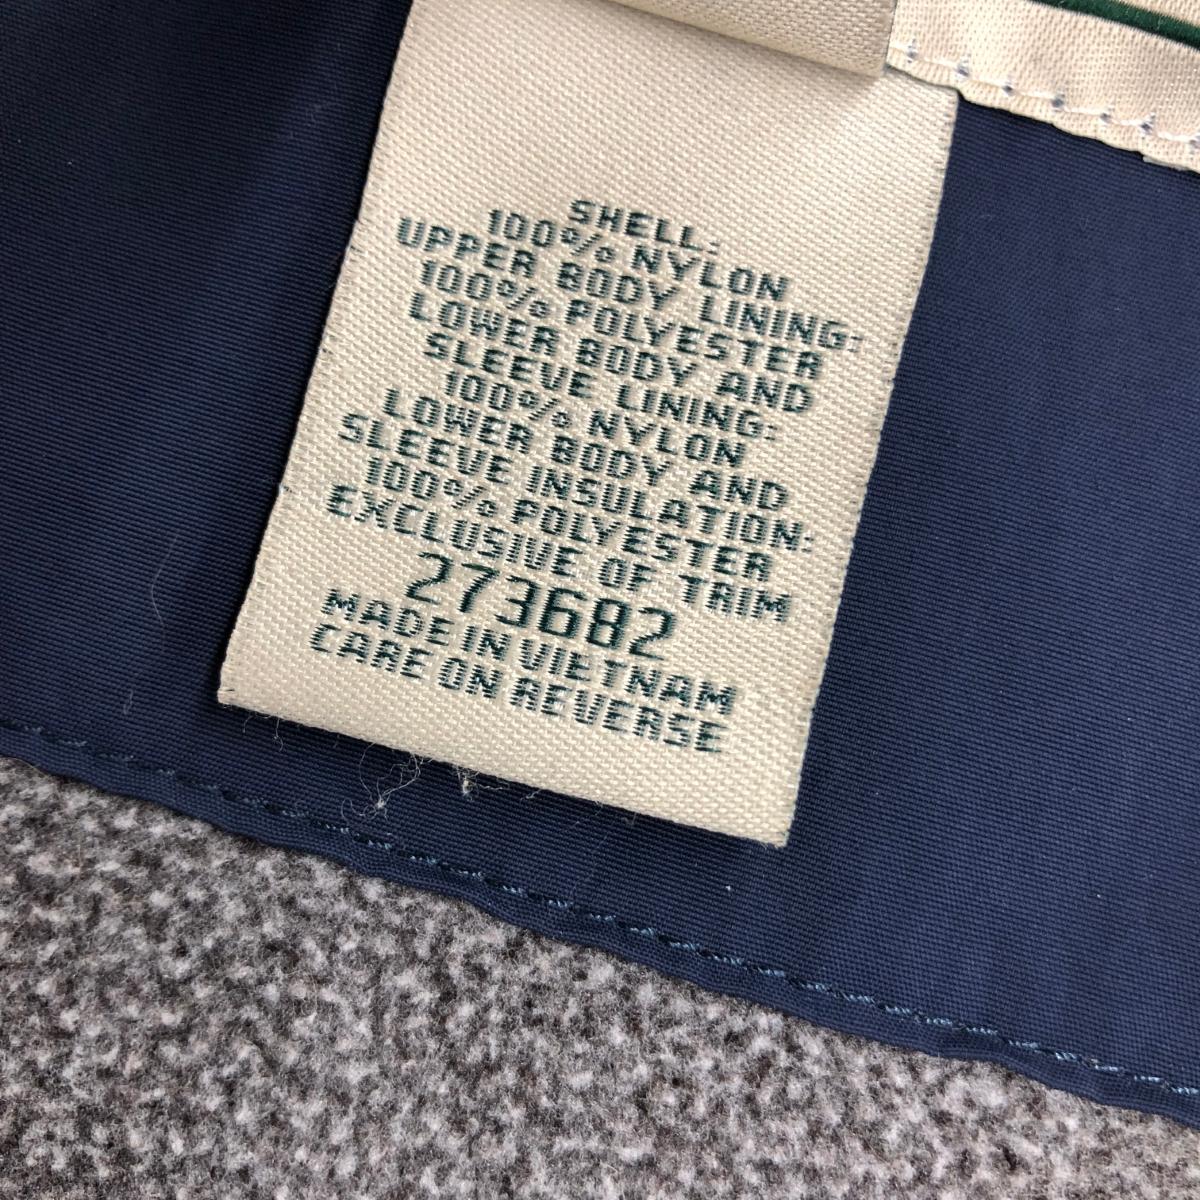 SHELL:
100% NYLON
UPPER BODY LINING:
100% POLYESTER
LOWER BODY AND
SLEEVE LINING:
100% NYLON
LOWER BODY AND
SLEEVE INSULATION:
100% POLYESTER
EXCLUSIVE OF TRIM
273682
MADE IN VIETNAM
CARE ON REVERSE